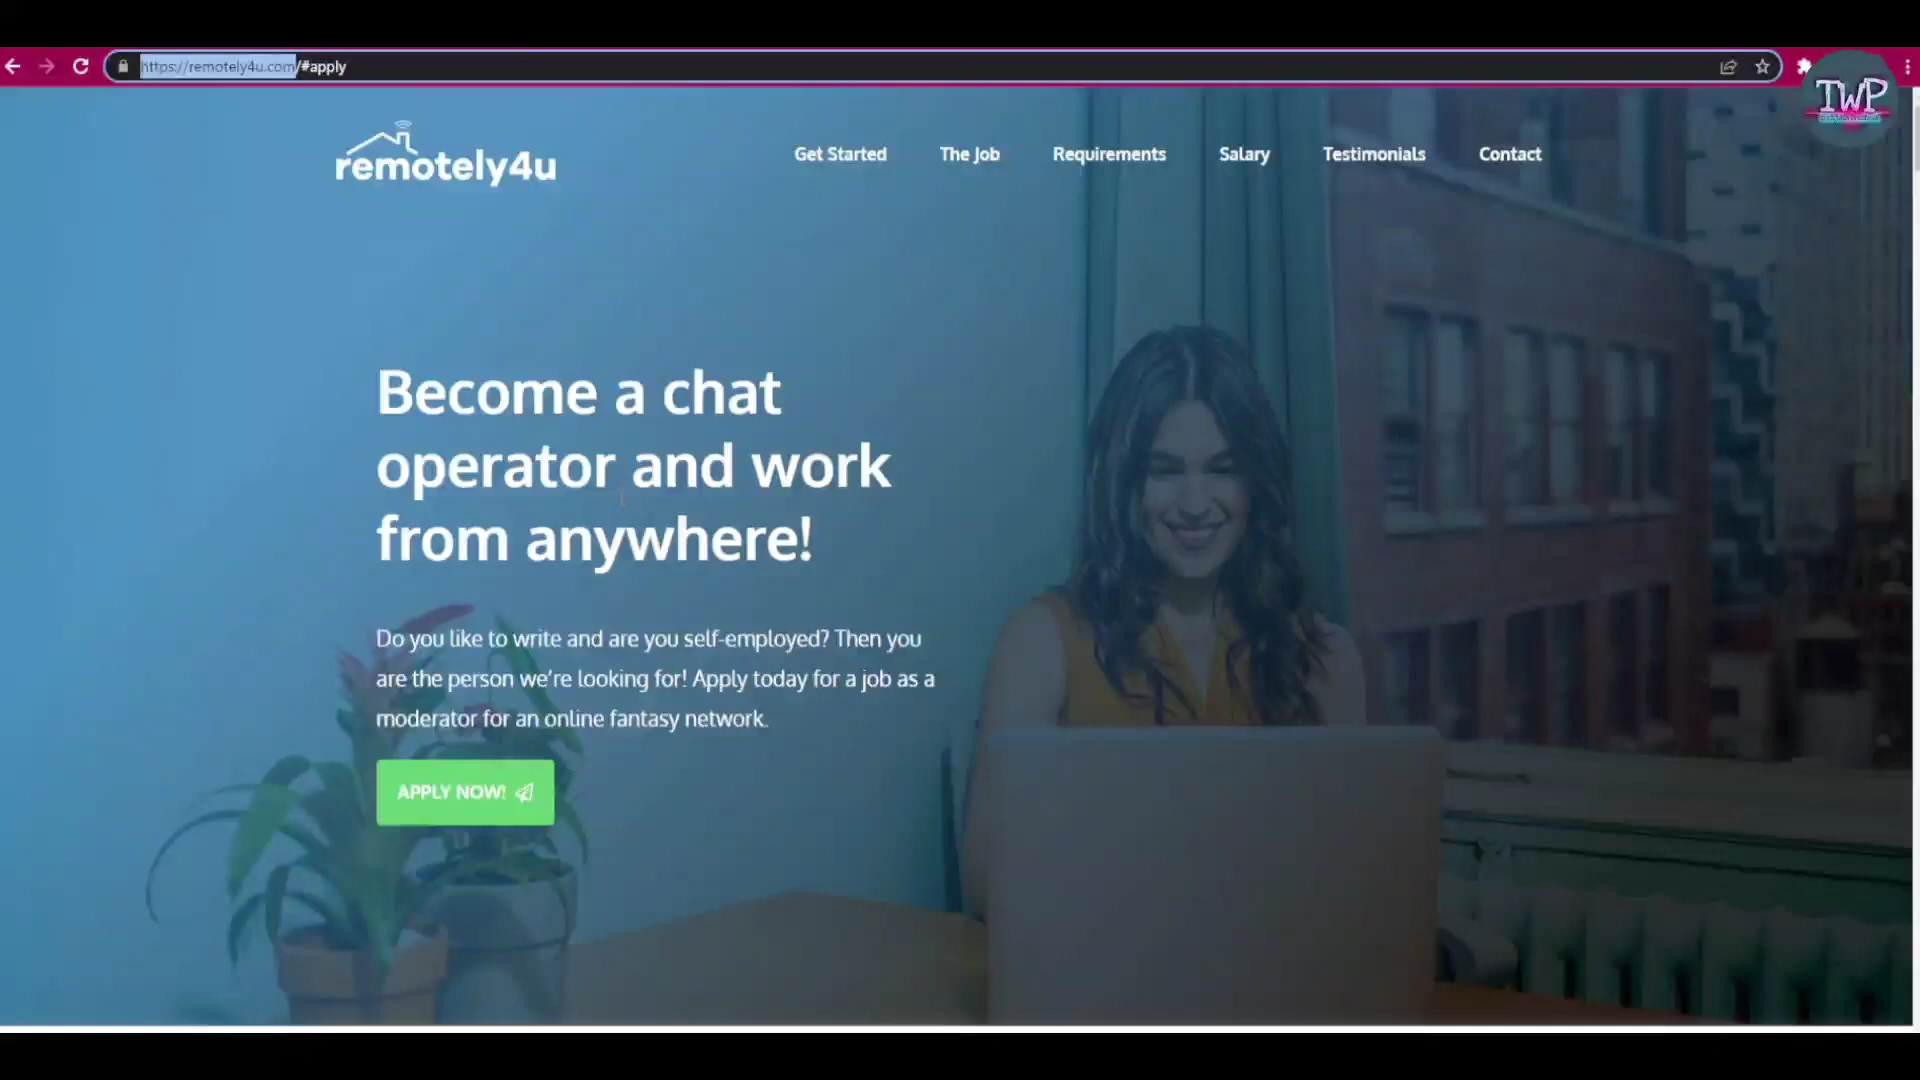 https://remotely4u.com/#apply
TWP
remotely4u
Get Started
The Job
Requirements
Salary
Testimonials
Contact
Become a chat
operator and work
from anywhere!
Do you like to write and are you self-employed? Then you
are the person we’re looking for! Apply today for a job as a
moderator for an online fantasy network.
APPLY NOW!